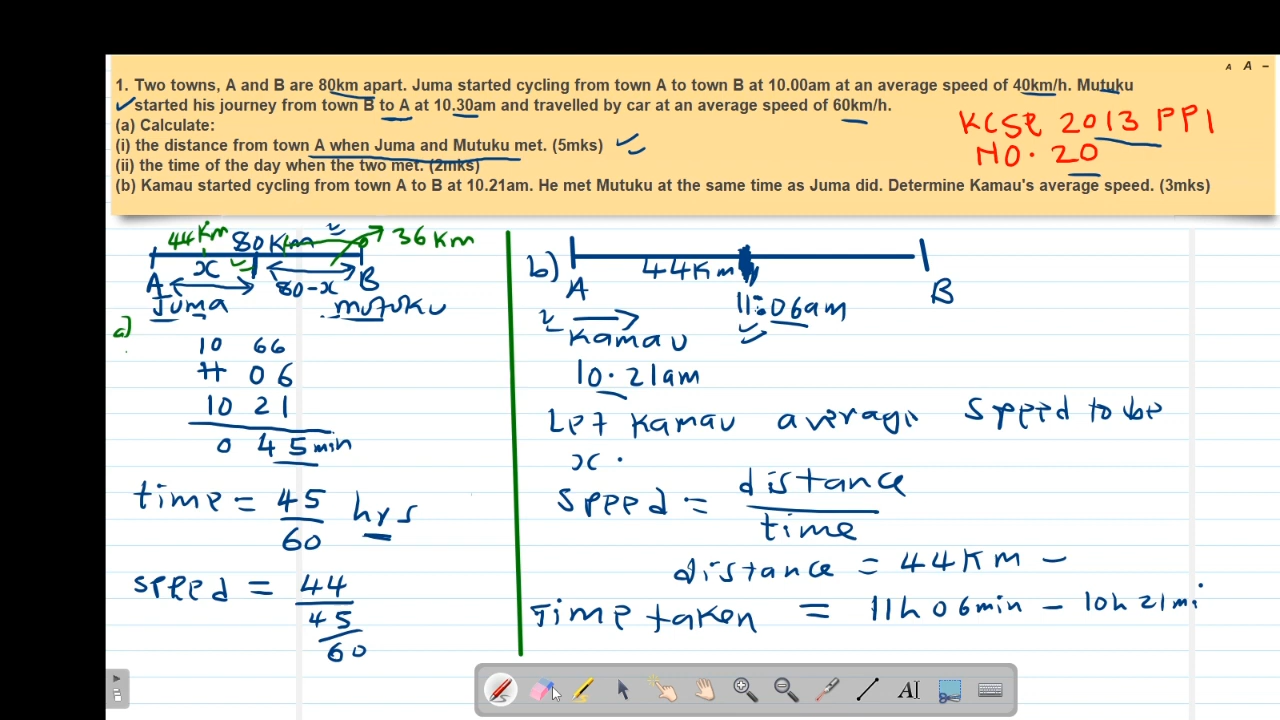 A A –
1. Two towns, A and B are 80km apart. Juma started cycling from town A to town B at 10.00am at an average speed of 40km/h. Mutuku
started his journey from town B to A at 10.30am and travelled by car at an average speed of 60km/h.
(a) Calculate:
(i) the distance from town A when Juma and Mutuku met. (5mks)
(ii) the time of the day when the two met. (2mks)
(b) Kamau started cycling from town A to B at 10.21am. He met Mutuku at the same time as Juma did. Determine Kamau's average speed. (3mks)
KCSE 2013 PP1
NO. 20
44Km 80Km 36Km
x
A 80-x B
Juma mutuku
a)
10 66
11 06
10 21
0 45min
time = 45 hrs
60
speed = 44
45
60
b) 44Km
A B
11:06am
Kamau
10.21am
Let Kamau average speed to be
x.
speed = distance
time
distance = 44Km
Time taken = 11h 06min - 10h 21mi
AI